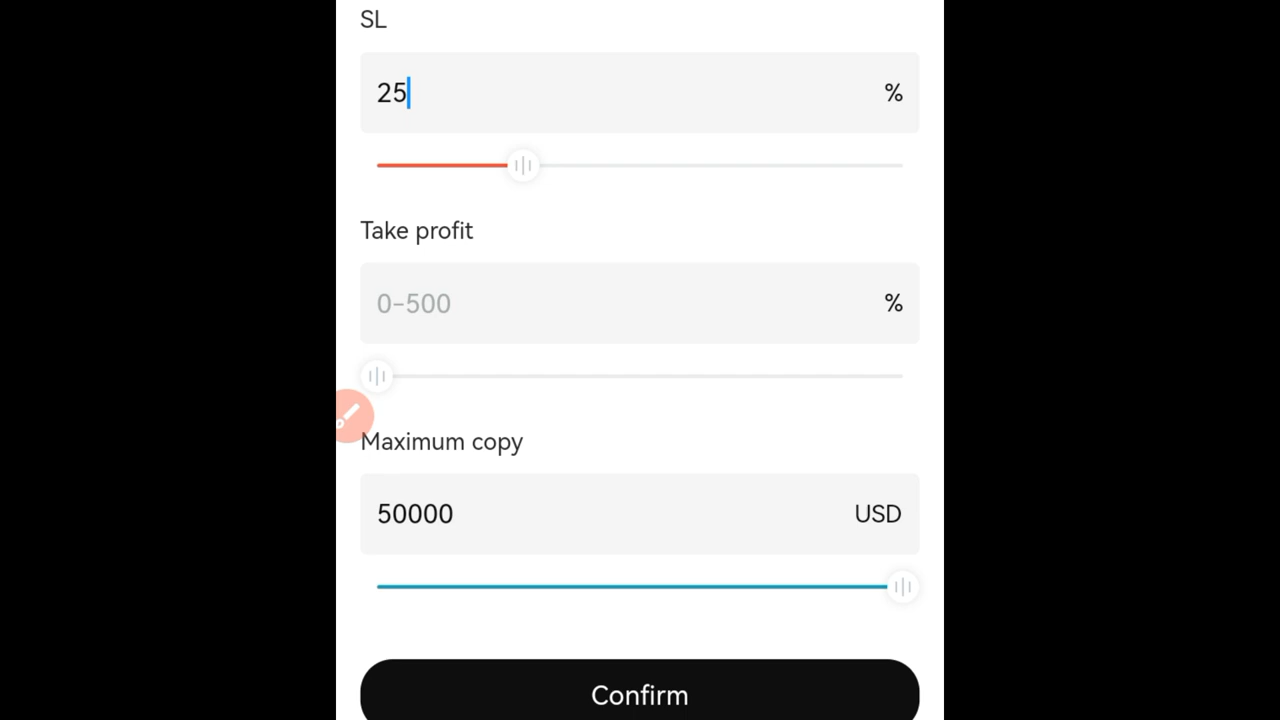 SL
25 %
Take profit
0-500 %
Maximum copy
50000 USD
Confirm